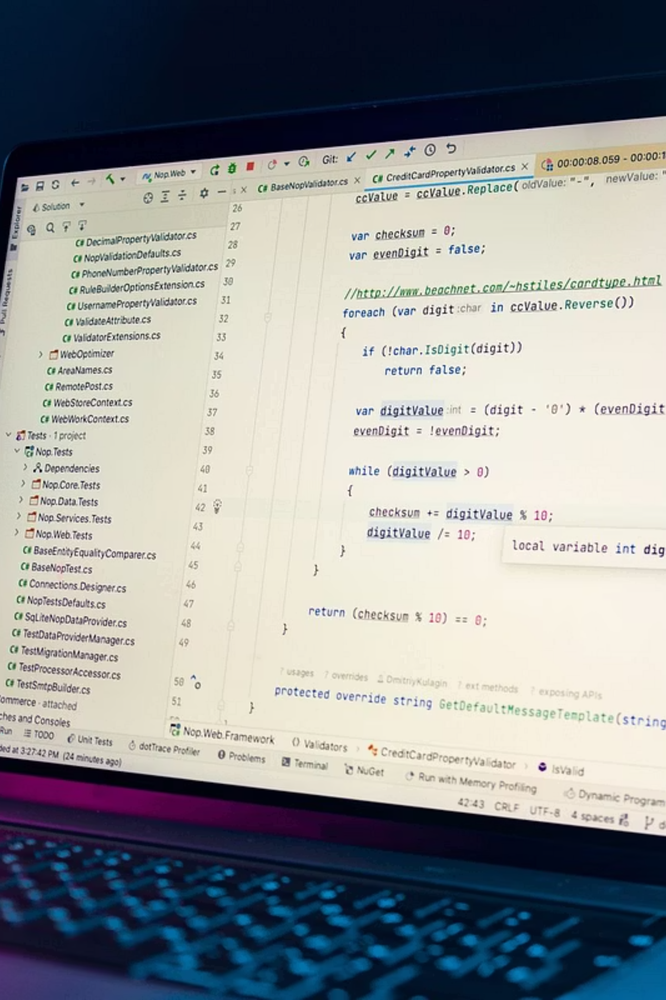 Nop.Web Git:
BaseNopValidator.cs CreditCardPropertyValidator.cs 00:00:08.059 - 00:00:1
Solution
Explorer
Pull Requests
DecimalPropertyValidator.cs
NopValidationDefaults.cs
PhoneNumberPropertyValidator.cs
RuleBuilderOptionsExtension.cs
UsernamePropertyValidator.cs
ValidateAttribute.cs
ValidatorExtensions.cs
WebOptimizer
AreaNames.cs
RemotePost.cs
WebStoreContext.cs
WebWorkContext.cs
Tests · 1 project
Nop.Tests
Dependencies
Nop.Core.Tests
Nop.Data.Tests
Nop.Services.Tests
Nop.Web.Tests
BaseEntityEqualityComparer.cs
BaseNopTest.cs
Connections.Designer.cs
NopTestsDefaults.cs
SqLiteNopDataProvider.cs
TestDataProviderManager.cs
TestMigrationManager.cs
TestProcessorAccessor.cs
TestSmtpBuilder.cs
ommerce · attached
ches and Consoles
26
27
28
29
30
31
32
33
34
35
36
37
38
39
40
41
42
43
44
45
46
47
48
49
50
51
ccValue = ccValue.Replace( oldValue: "-", newValue: "
var checksum = 0;
var evenDigit = false;
//http://www.beachnet.com/~hstiles/cardtype.html
foreach (var digit :char in ccValue.Reverse())
{
if (!char.IsDigit(digit))
return false;
var digitValue :int = (digit - '0') * (evenDigit
evenDigit = !evenDigit;
while (digitValue > 0)
{
checksum += digitValue % 10;
digitValue /= 10;
local variable int dig
}
}
return (checksum % 10) == 0;
}
? usages ? overrides DmitriyKulagin ? ext methods ? exposing APIs
protected override string GetDefaultMessageTemplate(string
}
Nop.Web.Framework () Validators CreditCardPropertyValidator IsValid
Run TODO Unit Tests dotTrace Profiler Problems Terminal NuGet Run with Memory Profiling Dynamic Program
ded at 3:27:42 PM (24 minutes ago)
42:43 CRLF UTF-8 4 spaces d